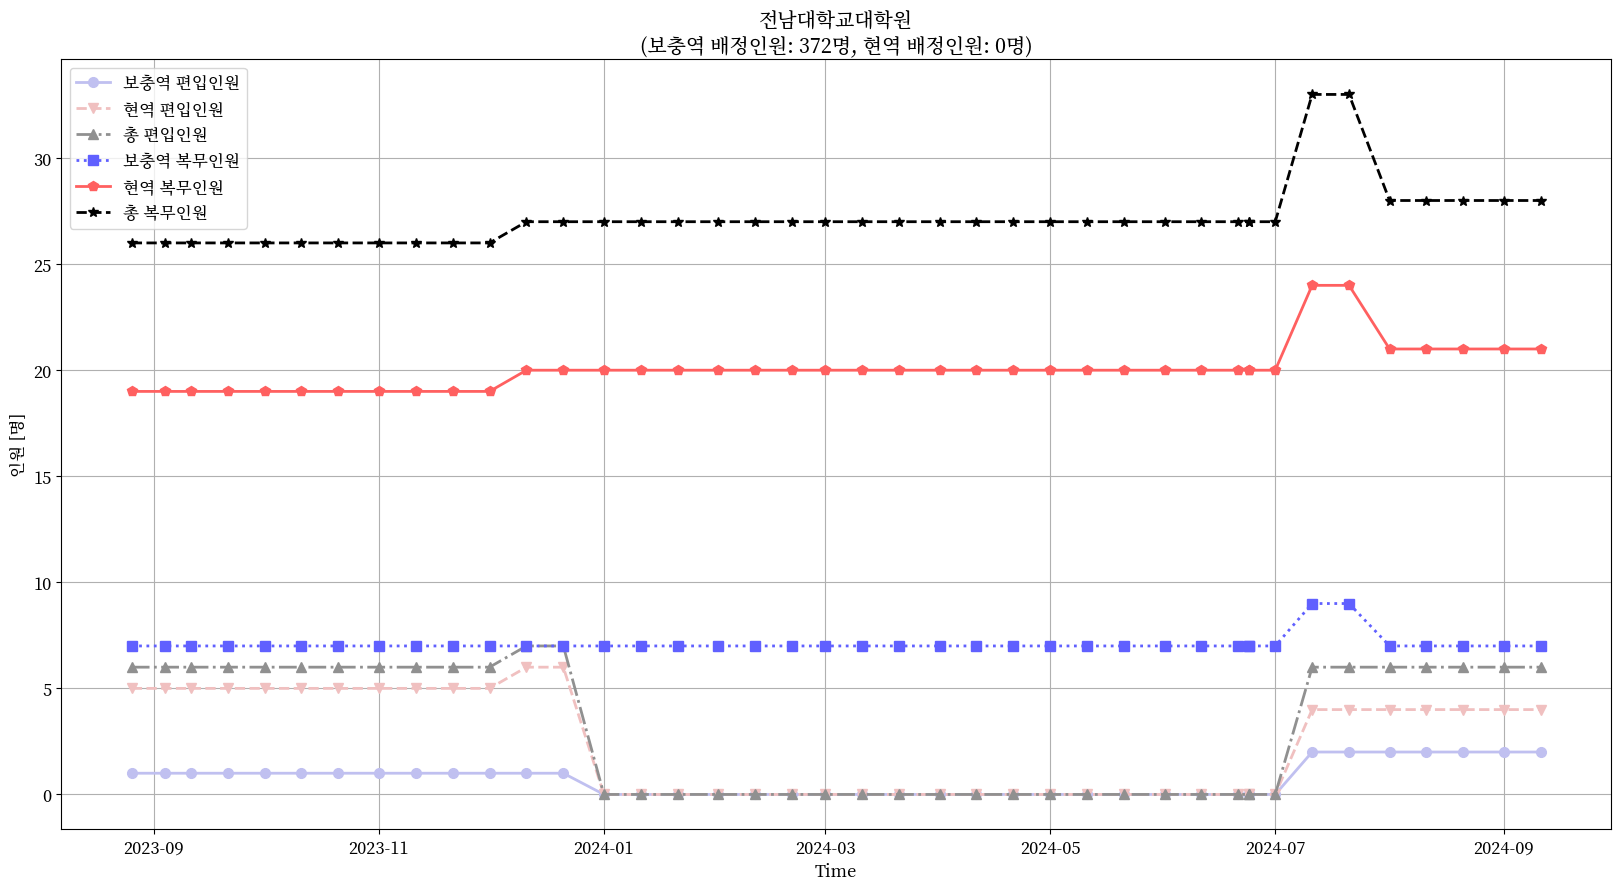 전남대학교대학원
(보충역 배정인원: 372명, 현역 배정인원: 0명)
보충역 편입인원
현역 편입인원
총 편입인원
보충역 복무인원
현역 복무인원
총 복무인원
인원 [명]
30
25
20
15
10
5
0
2023-09
2023-11
2024-01
2024-03
2024-05
2024-07
2024-09
Time